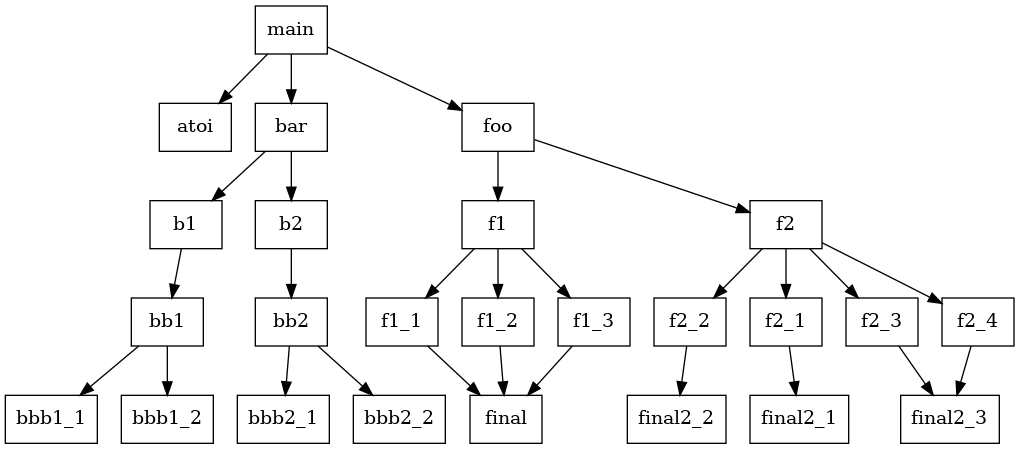 main
atoi
bar
foo
b1
b2
f1
f2
bb1
bb2
f1_1
f1_2
f1_3
f2_2
f2_1
f2_3
f2_4
bbb1_1
bbb1_2
bbb2_1
bbb2_2
final
final2_2
final2_1
final2_3